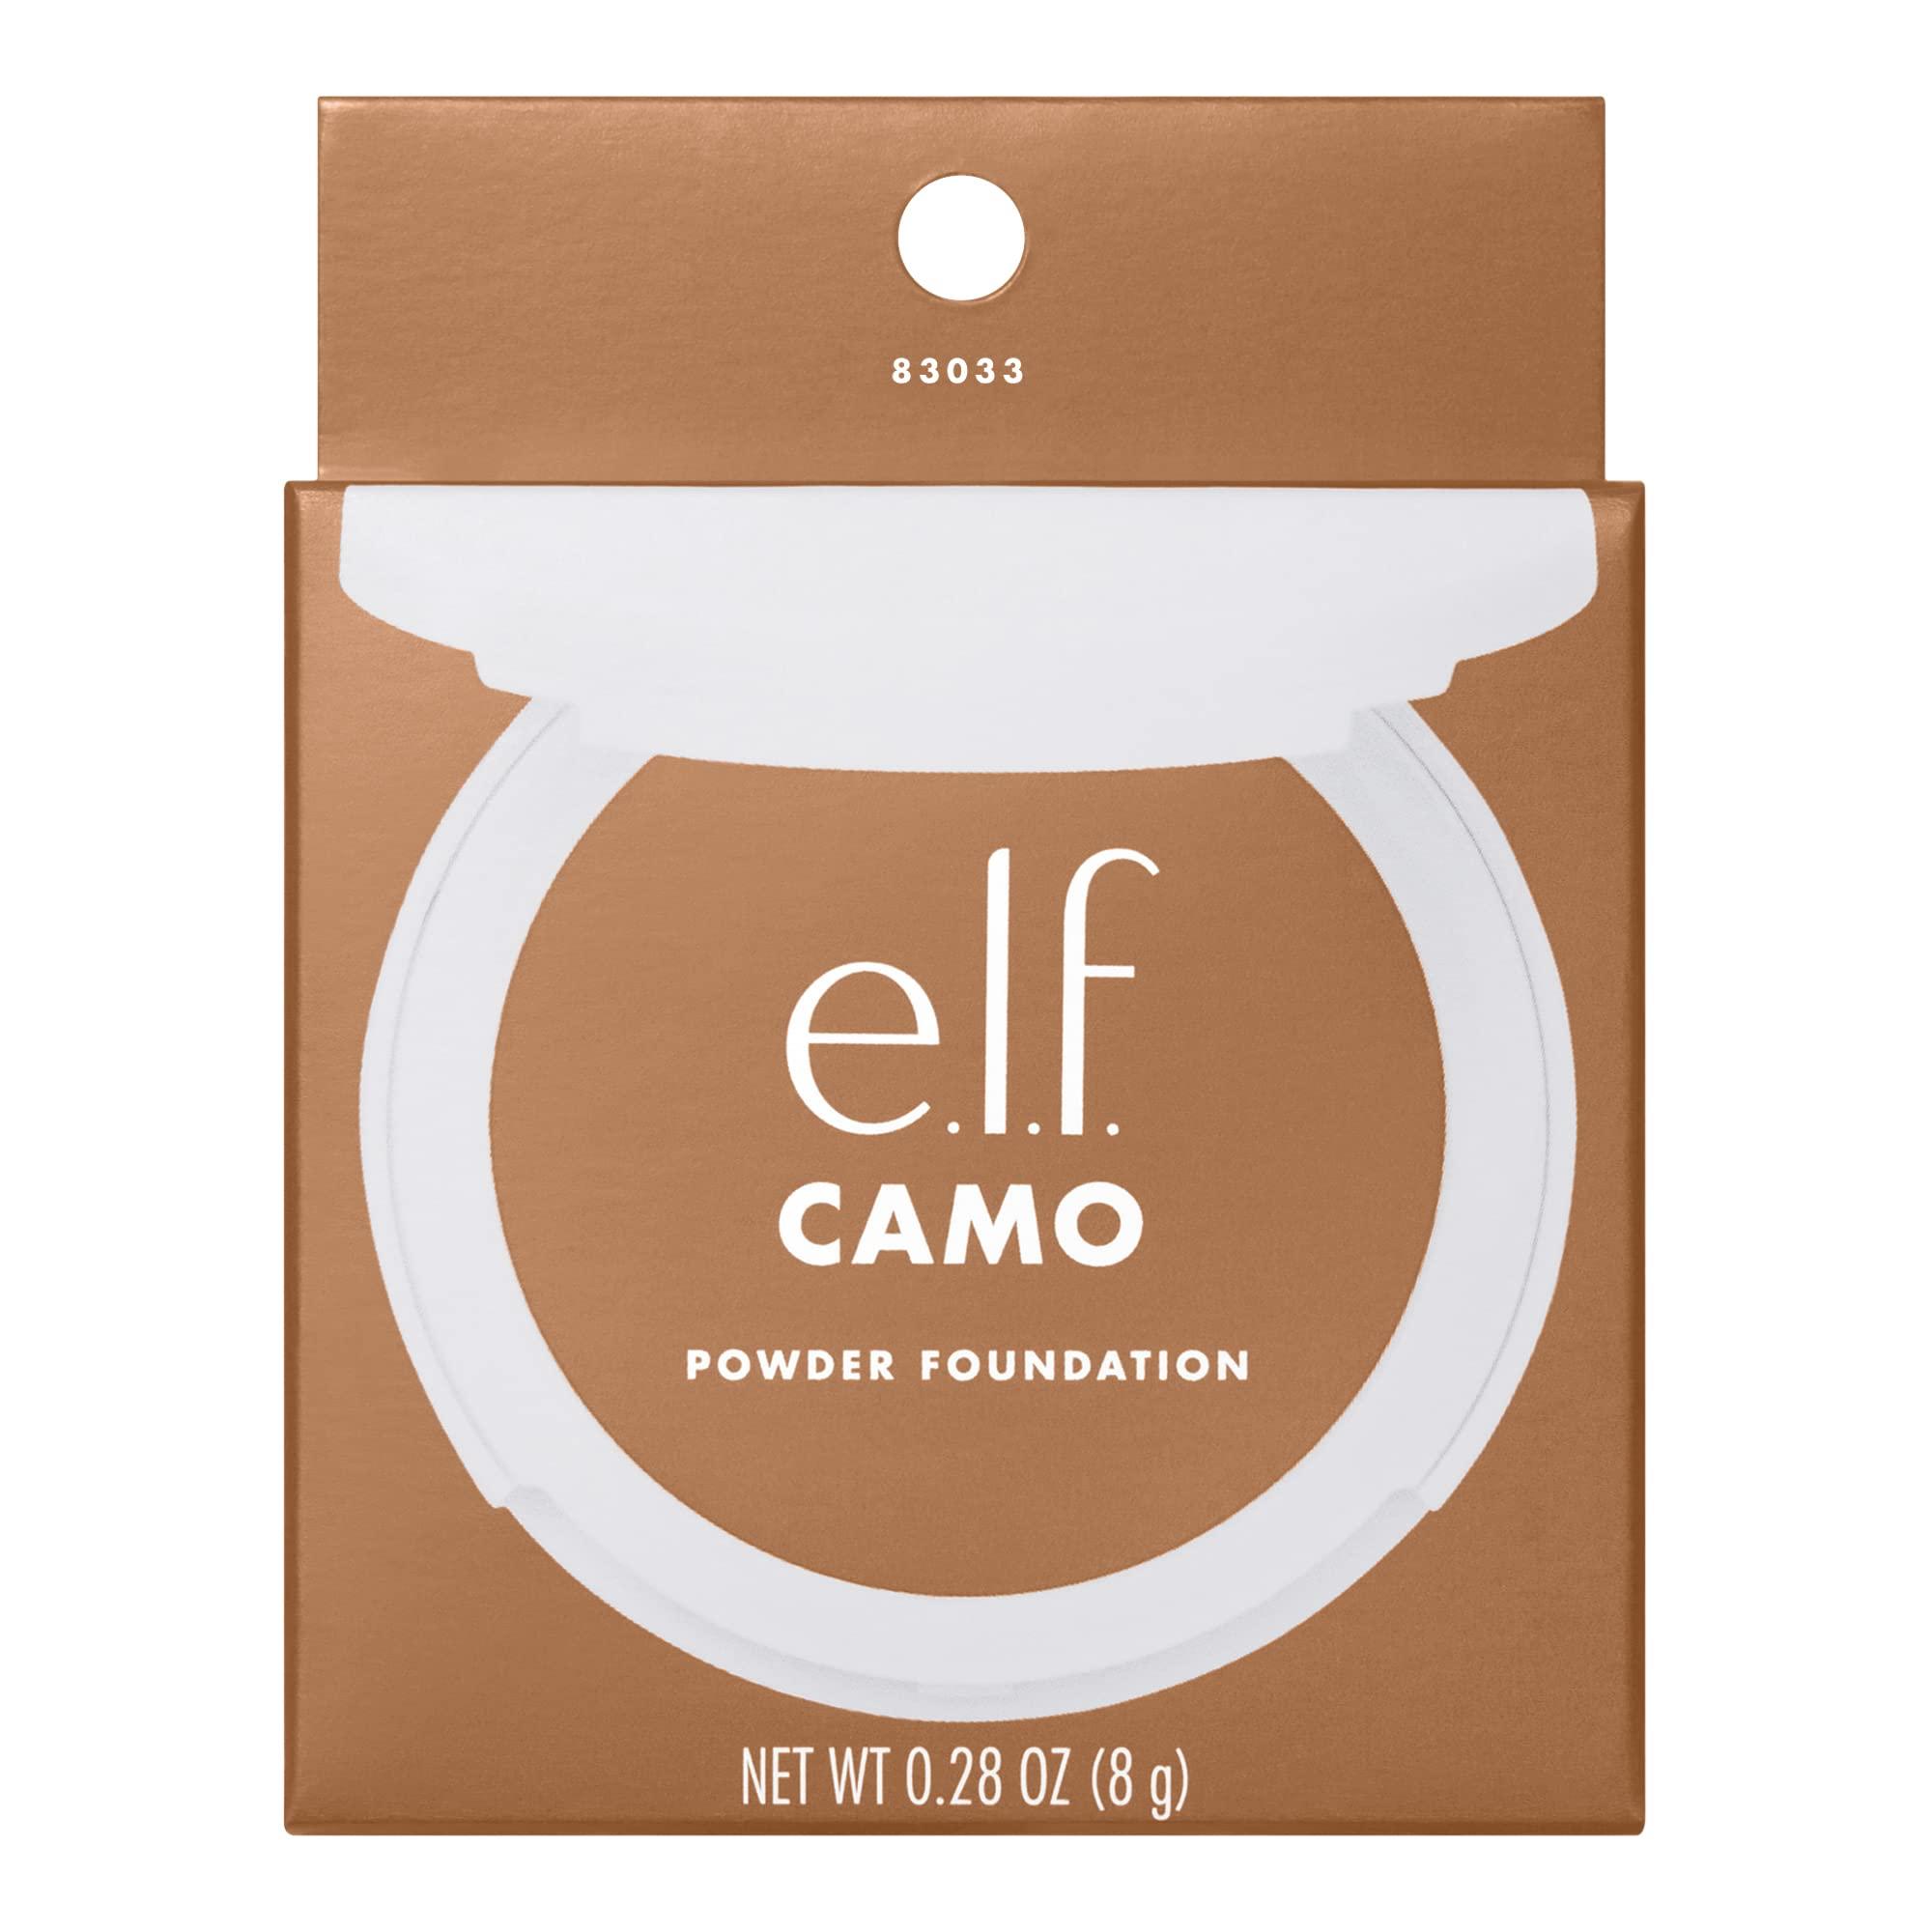 83033
e.l.f.
CAMO
POWDER FOUNDATION
NET WT 0.28 OZ (8 g)